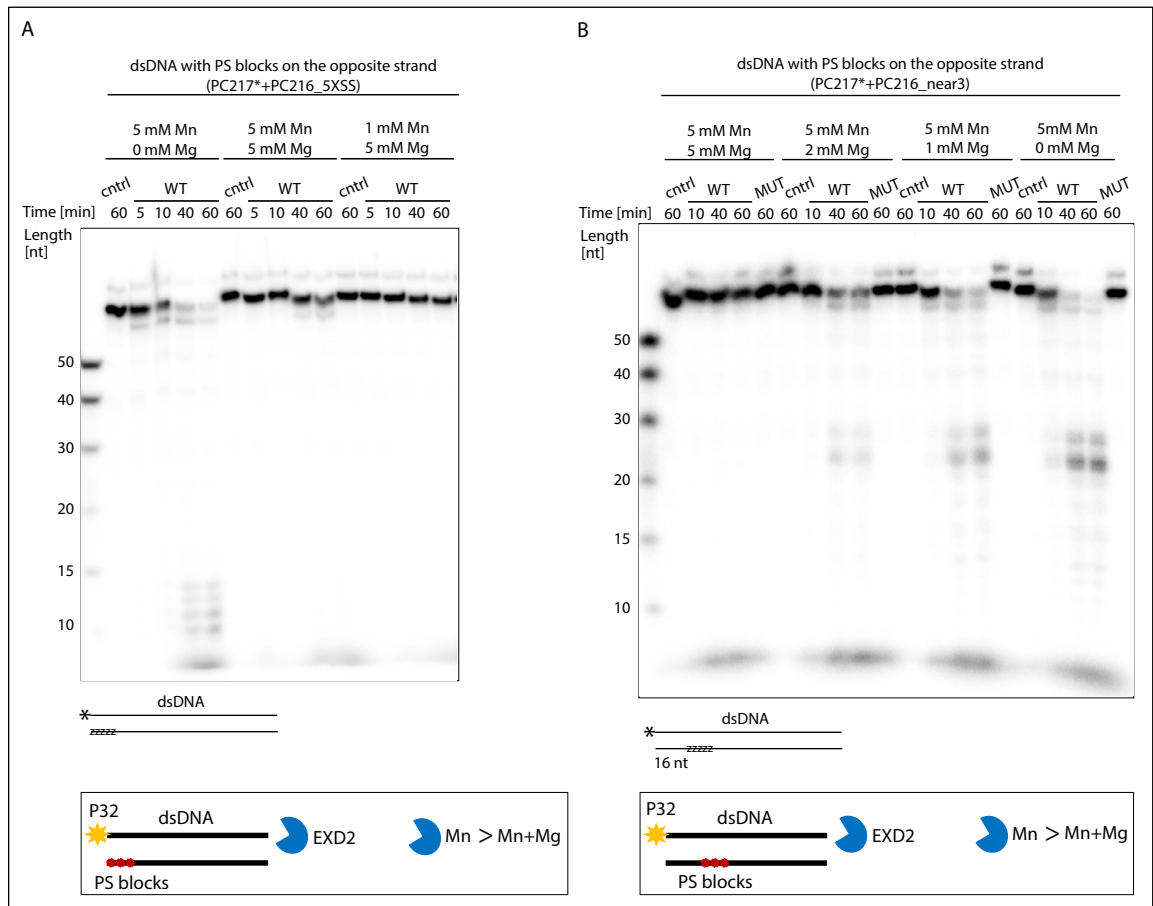 A
dsDNA with PS blocks on the opposite strand
(PC217*+PC216_5XSS)
5 mM Mn 5 mM Mn 1 mM Mn
0 mM Mg 5 mM Mg 5 mM Mg
cntrl WT cntrl WT cntrl WT
Time [min] 60 5 10 40 60 60 5 10 40 60 60 5 10 40 60
Length
[nt]
50
40
30
20
15
10
dsDNA
*
zzzzz
P32
dsDNA
EXD2
Mn > Mn+Mg
PS blocks
B
dsDNA with PS blocks on the opposite strand
(PC217*+PC216_near3)
5 mM Mn 5 mM Mn 5 mM Mn 5mM Mn
5 mM Mg 2 mM Mg 1 mM Mg 0 mM Mg
cntrl WT MUT cntrl WT MUT cntrl WT MUT cntrl WT MUT
Time [min] 60 10 40 60 60 60 10 40 60 60 60 10 40 60 60 60 10 40 60 60
Length
[nt]
50
40
30
20
15
10
dsDNA
*
zzzzz
16 nt
P32
dsDNA
EXD2
Mn > Mn+Mg
PS blocks